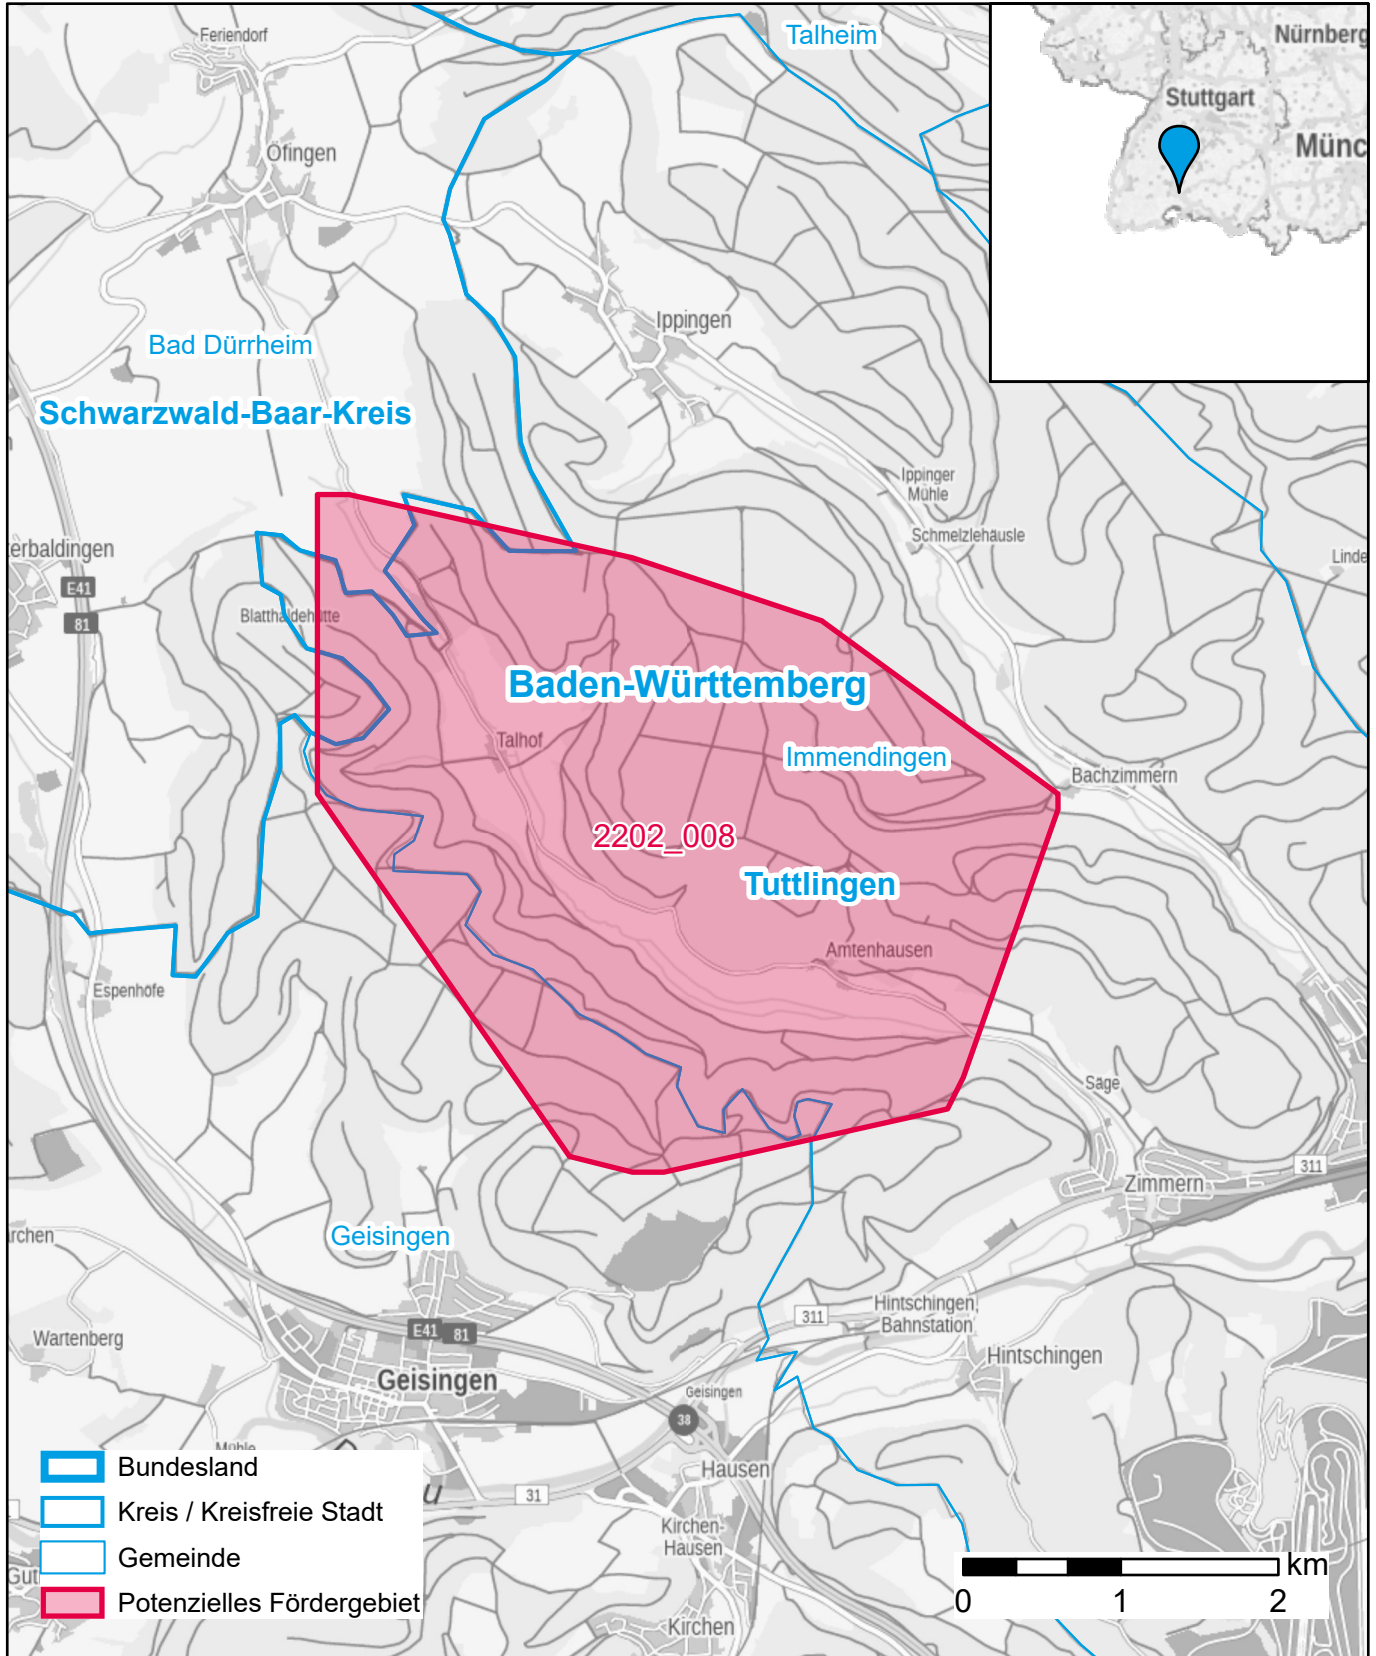 Feriendorf
Talheim
Nürnberg
Stuttgart
Münc
Öfingen
Ippingen
Bad Dürrheim
Schwarzwald-Baar-Kreis
Ippinger
Mühle
Schmelzlehäusle
Linde
erbaldingen
E41
81
Blatthaldehütte
Baden-Württemberg
Talhof
Immendingen
Bachzimmern
2202_008
Tuttlingen
Amtenhausen
Espenhöfe
Säge
311
Zimmern
rchen
Geisingen
Hintschingen,
Bahnstation
311
Wartenberg
E41
81
Hintschingen
Geisingen
Geisingen
38
Mühle
Hausen
31
Kirchen-
Hausen
Gut
Kirchen
Bundesland
Kreis / Kreisfreie Stadt
Gemeinde
Potenzielles Fördergebiet
km
0
1
2